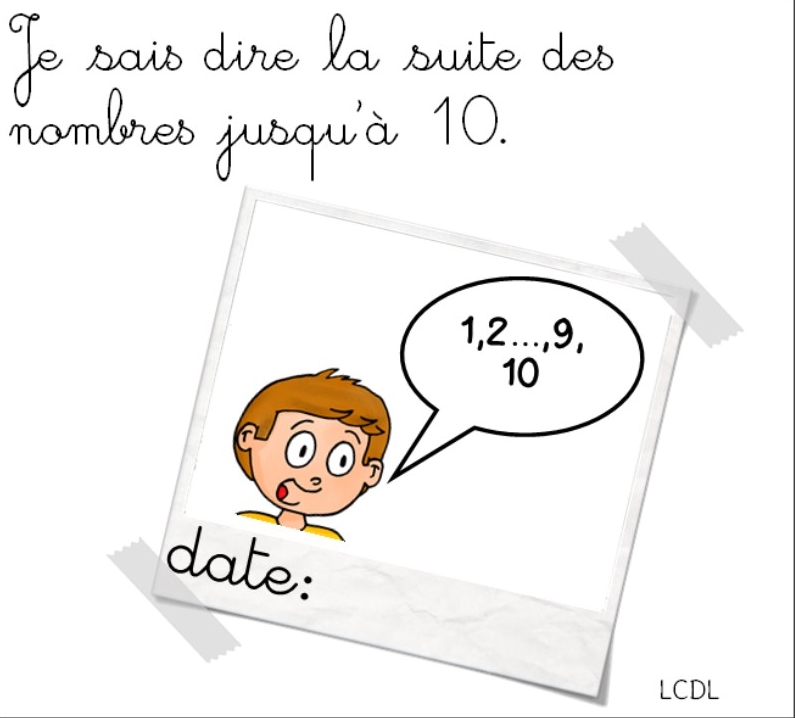 Je sais dire la suite des
nombres jusqu'à 10.
1,2...,9,
10
date:
LCDL